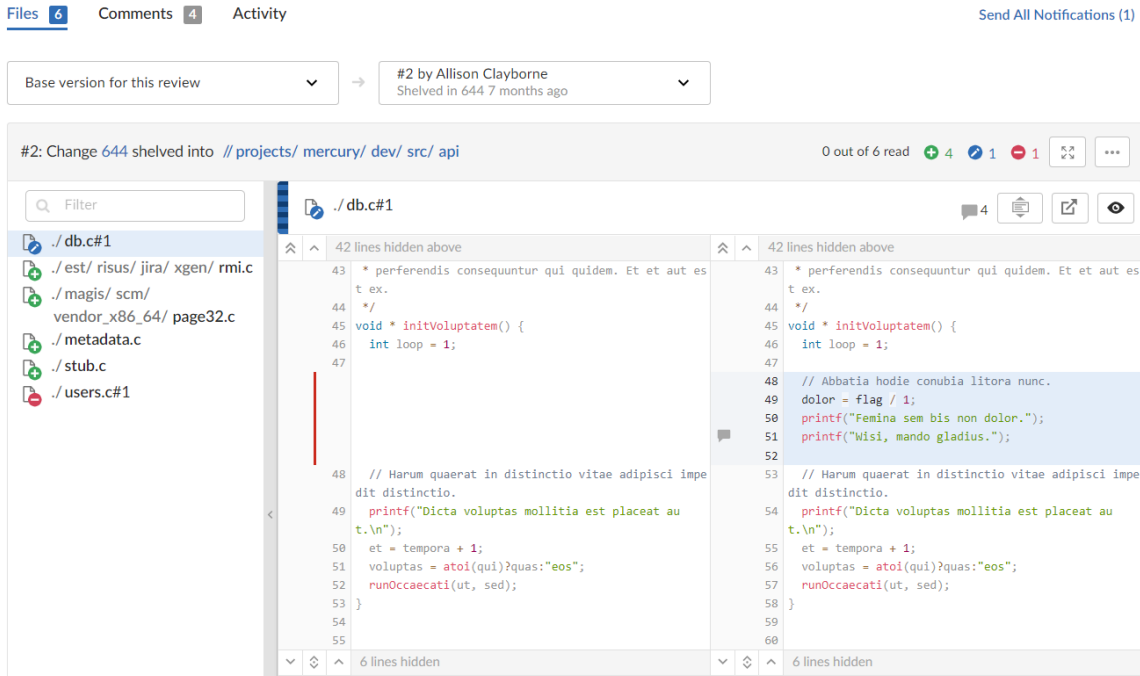 Files 6 Comments 4 Activity Send All Notifications (1)
Base version for this review
#2 by Allison Clayborne
Shelved in 644 7 months ago
#2: Change 644 shelved into // projects/ mercury/ dev/ src/ api 0 out of 6 read 4 1 1
Filter
./ db.c#1
./ est/ risus/ jira/ xgen/ rmi.c
./ magis/ scm/
vendor_x86_64/ page32.c
./ metadata.c
./ stub.c
./ users.c#1
./ db.c#1 4
42 lines hidden above
43 * perferendis consequuntur qui quidem. Et et aut es
t ex.
44 */
45 void * initVoluptatem() {
46 int loop = 1;
47
48 // Harum quaerat in distinctio vitae adipisci impe
dit distinctio.
49 printf("Dicta voluptas mollitia est placeat au
t.\n");
50 et = tempora + 1;
51 voluptas = atoi(qui)?quas:"eos";
52 runOccaecati(ut, sed);
53 }
54
55
6 lines hidden
42 lines hidden above
43 * perferendis consequuntur qui quidem. Et et aut es
t ex.
44 */
45 void * initVoluptatem() {
46 int loop = 1;
47
48 // Abbatia hodie conubia litora nunc.
49 dolor = flag / 1;
50 printf("Femina sem bis non dolor.");
51 printf("Wisi, mando gladius.");
52
53 // Harum quaerat in distinctio vitae adipisci impe
dit distinctio.
54 printf("Dicta voluptas mollitia est placeat au
t.\n");
55 et = tempora + 1;
56 voluptas = atoi(qui)?quas:"eos";
57 runOccaecati(ut, sed);
58 }
59
60
6 lines hidden